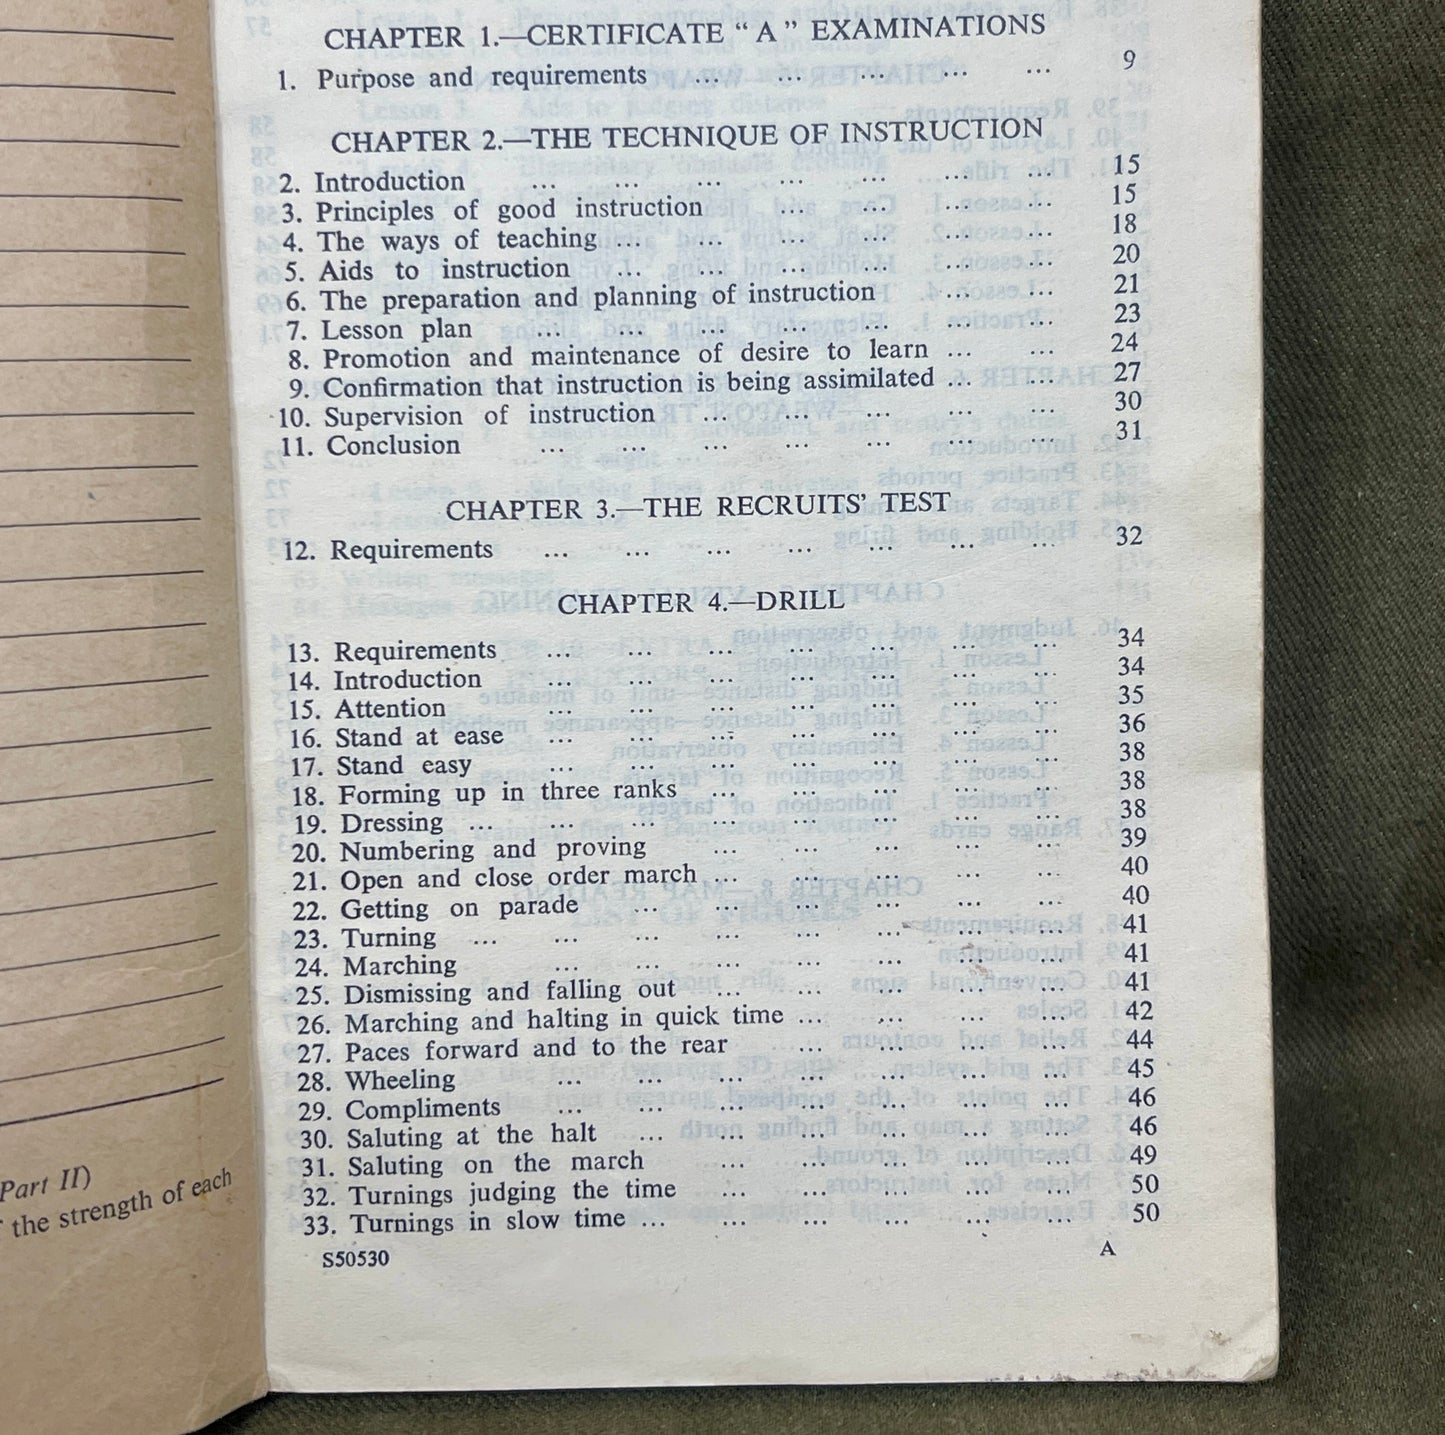 CHAPTER 1.—CERTIFICATE “A” EXAMINATIONS
1. Purpose and requirements ... ... ... ... ... 9
CHAPTER 2.—THE TECHNIQUE OF INSTRUCTION
2. Introduction ... ... ... ... ... ... ... 15
3. Principles of good instruction ... ... ... ... 15
4. The ways of teaching ... ... ... ... ... ... 18
5. Aids to instruction ... ... ... ... ... ... 20
6. The preparation and planning of instruction ... ... 21
7. Lesson plan ... ... ... ... ... ... ... 23
8. Promotion and maintenance of desire to learn ... ... 24
9. Confirmation that instruction is being assimilated ... ... 27
10. Supervision of instruction ... ... ... ... ... 30
11. Conclusion ... ... ... ... ... ... ... 31
CHAPTER 3.—THE RECRUITS’ TEST
12. Requirements ... ... ... ... ... ... ... 32
CHAPTER 4.—DRILL
13. Requirements ... ... ... ... ... ... ... 34
14. Introduction ... ... ... ... ... ... ... 34
15. Attention ... ... ... ... ... ... ... 35
16. Stand at ease ... ... ... ... ... ... ... 36
17. Stand easy ... ... ... ... ... ... ... 38
18. Forming up in three ranks ... ... ... ... ... 38
19. Dressing ... ... ... ... ... ... ... ... 38
20. Numbering and proving ... ... ... ... ... 39
21. Open and close order march ... ... ... ... ... 40
22. Getting on parade ... ... ... ... ... ... 40
23. Turning ... ... ... ... ... ... ... ... 41
24. Marching ... ... ... ... ... ... ... 41
25. Dismissing and falling out ... ... ... ... ... 41
26. Marching and halting in quick time ... ... ... ... 42
27. Paces forward and to the rear ... ... ... ... 44
28. Wheeling ... ... ... ... ... ... ... 45
29. Compliments ... ... ... ... ... ... ... 46
30. Saluting at the halt ... ... ... ... ... ... 46
31. Saluting on the march ... ... ... ... ... 49
32. Turnings judging the time ... ... ... ... ... 50
33. Turnings in slow time ... ... ... ... ... ... 50
S50530 A
Part II)
the strength of each